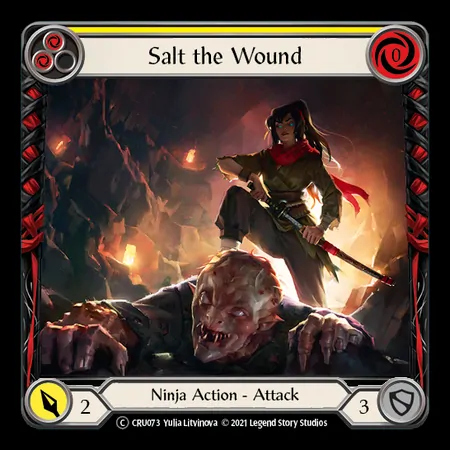 Salt the Wound
0
Ninja Action - Attack
2
3
© CRU073 Yulia Litvinova © 2021 Legend Story Studios